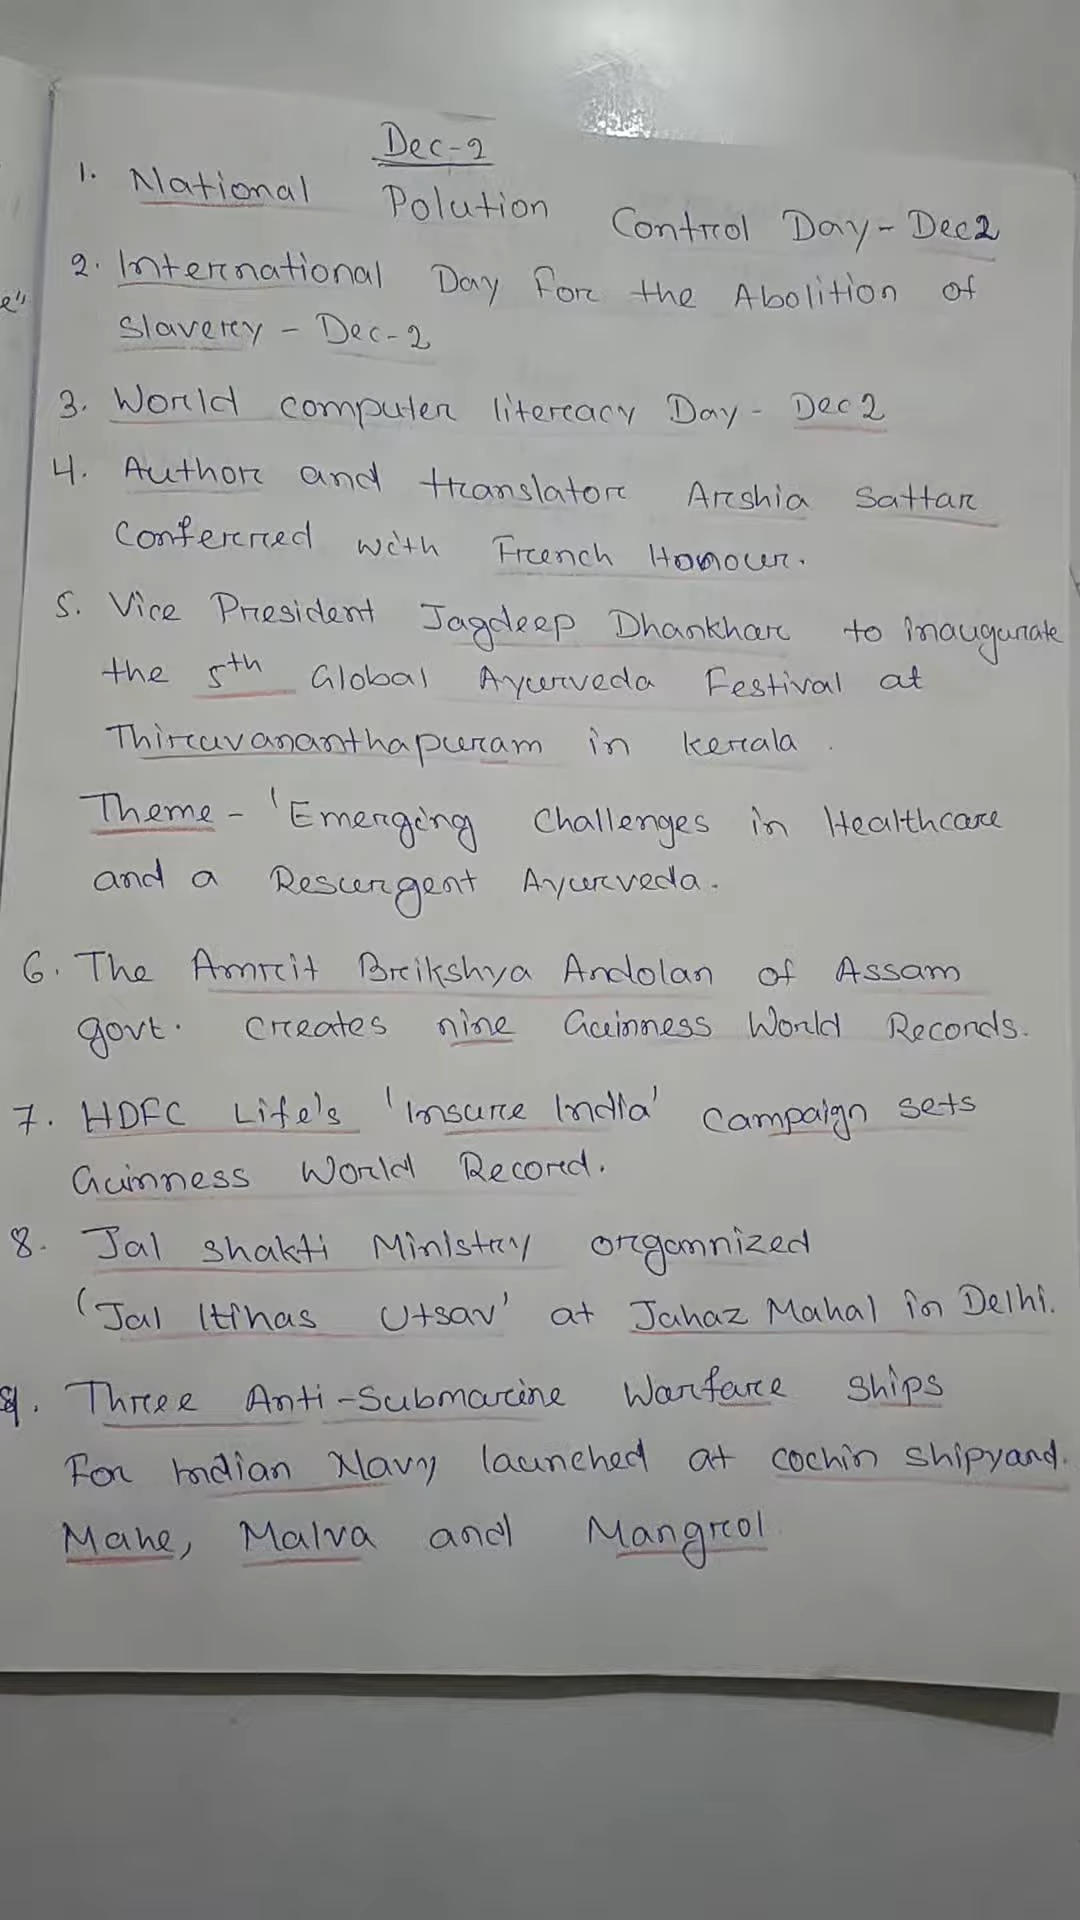 Dec-2
1. National Polution Control Day - Dec 2
2. International Day For the Abolition of
Slavery - Dec-2
3. World computer literacy Day - Dec 2
4. Author and translator Arshia Sattar
Conferred with French Honour.
5. Vice President Jagdeep Dhankhar to inaugurate
the 5th Global Ayurveda Festival at
Thiruvananthapuram in kerala.
Theme - 'Emerging Challenges in Healthcare
and a Resurgent Ayurveda.
6. The Amrit Brikshya Andolan of Assam
govt. creates nine Guinness World Records.
7. HDFC Life's 'Insure India' Campaign sets
Guinness World Record.
8. Jal shakti Ministry organnized
'Jal Itihas Utsav' at Jahaz Mahal in Delhi.
9. Three Anti-Submarine Warfare ships
For Indian Navy launched at cochin shipyard.
Mahe, Malva and Mangrol